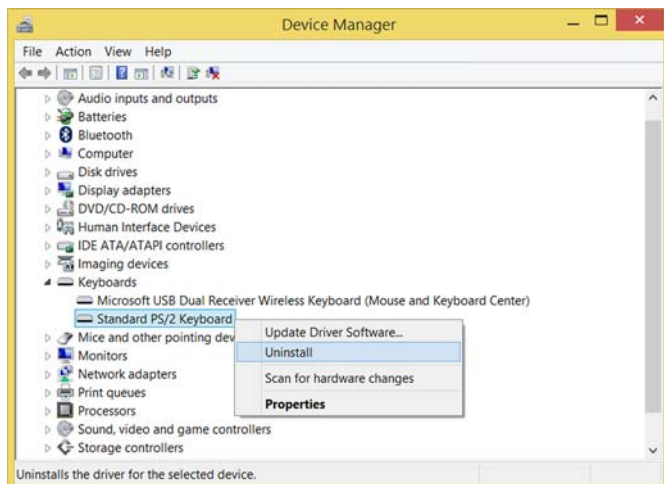 Device Manager
File Action View Help
Audio inputs and outputs
Batteries
Bluetooth
Computer
Disk drives
Display adapters
DVD/CD-ROM drives
Human Interface Devices
IDE ATA/ATAPI controllers
Imaging devices
Keyboards
Microsoft USB Dual Receiver Wireless Keyboard (Mouse and Keyboard Center)
Standard PS/2 Keyboard
Update Driver Software...
Mice and other pointing dev
Uninstall
Monitors
Network adapters
Scan for hardware changes
Print queues
Properties
Processors
Sound, video and game controllers
Storage controllers
Uninstalls the driver for the selected device.